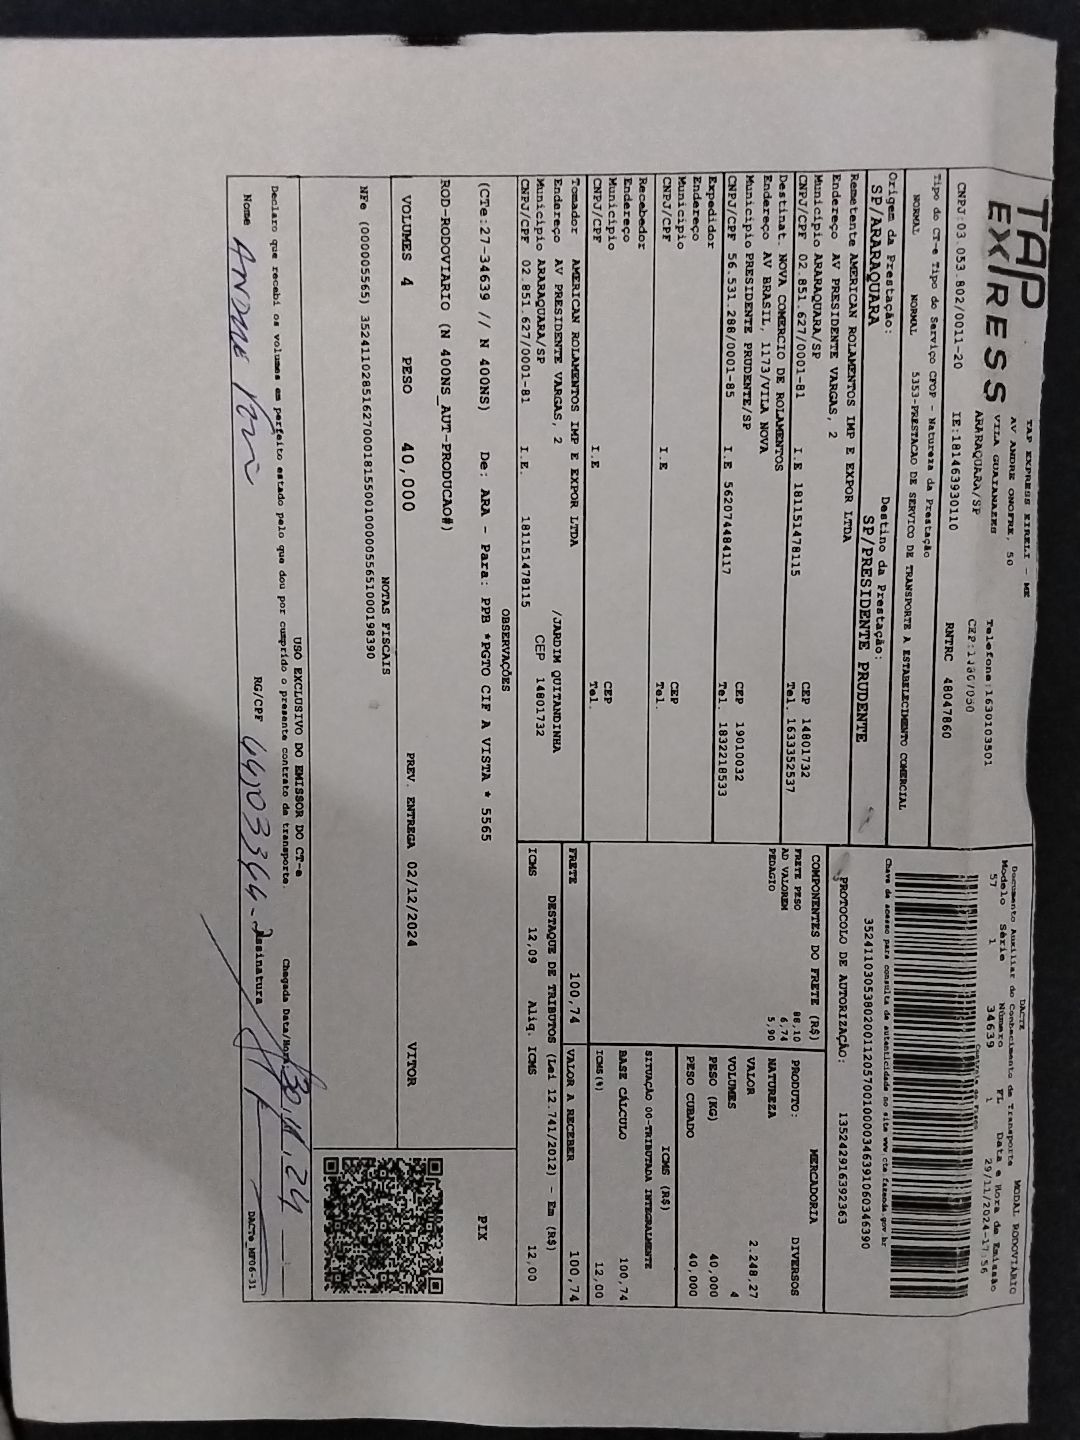 TAP
EXPRESS
TAP EXPRESS EIRELI - ME
AV ANDRE ONOFRE, 50
VILA GUAIANAZES
ARARAQUARA/SP
Telefone:1630103501
CNPJ:03.053.802/0011-20 IE:181463930110 RNTRC 48047860
DACTE
Documento Auxiliar do Conhecimento de Transporte MODAL RODOVIÁRIO
Modelo Série Número FL Data e Hora de Emissão
57 1 34639 1 29/11/2024-17:56
Tipo do CT-e Tipo do Serviço CFOP - Natureza da Prestação
NORMAL NORMAL 5353-PRESTACAO DE SERVICO DE TRANSPORTE A ESTABELECIMENTO COMERCIAL
Chave de acesso para consulta de autenticidade no site www.cte.fazenda.gov.br
PROTOCOLO DE AUTORIZAÇÃO: 135242916392363
Origem da Prestação: Destino da Prestação:
SP/ARARAQUARA SP/PRESIDENTE PRUDENTE
Remetente AMERICAN ROLAMENTOS IMP E EXPOR LTDA
Endereço AV PRESIDENTE VARGAS, 2
Município ARARAQUARA/SP CEP 14801732
CNPJ/CPF 02.851.627/0001-81 I.E 181151478115 Tel. 1633352537
Destinat. NOVA COMERCIO DE ROLAMENTOS
Endereço AV BRASIL, 1173/VILA NOVA
Município PRESIDENTE PRUDENTE/SP CEP 19010032
CNPJ/CPF 56.531.288/0001-85 I.E 562074484117 Tel. 1832218533
Expedidor
Endereço
Município CEP
CNPJ/CPF I.E Tel.
Recebedor
Endereço
Município CEP
CNPJ/CPF I.E Tel.
Tomador AMERICAN ROLAMENTOS IMP E EXPOR LTDA
Endereço AV PRESIDENTE VARGAS, 2 /JARDIM QUITANDINHA
Município ARARAQUARA/SP CEP 14801732
CNPJ/CPF 02.851.627/0001-81 I.E. 181151478115
COMPONENTES DO FRETE (R$)
FRETE PESO 88,10
AD VALOREM 6,74
PEDAGIO 5,90
PRODUTO: MERCADORIA
NATUREZA DIVERSOS
VALOR 2.248,27
VOLUMES 4
PESO (KG) 40,000
PESO CUBADO 40,000
ICMS (R$)
SITUAÇÃO 00-TRIBUTADA INTEGRALMENTE
BASE CÁLCULO 100,74
ICMS (%) 12,00
FRETE 100,74 VALOR A RECEBER 100,74
DESTAQUE DE TRIBUTOS (Lei 12.741/2012) - Em (R$)
ICMS 12,09 Aliq. ICMS 12,00
OBSERVAÇÕES
(CTe:27-34639 // N 400NS) De: ARA - Para: PPB *PGTO CIF A VISTA * 5565
ROD-RODOVIARIO (N 400NS_AUT-PRODUCAO#)
PIX
VOLUMES 4 PESO 40,000 PREV. ENTREGA 02/12/2024 VITOR
NOTAS FISCAIS
USO EXCLUSIVO DO EMISSOR DO CT-e
Declaro que recebi os volumes em perfeito estado pelo que dou por cumprido o presente contrato de transporte. Chegada Data/Hora 30.11.24
Nome RG/CPF Assinatura
DACTe_MF06-31